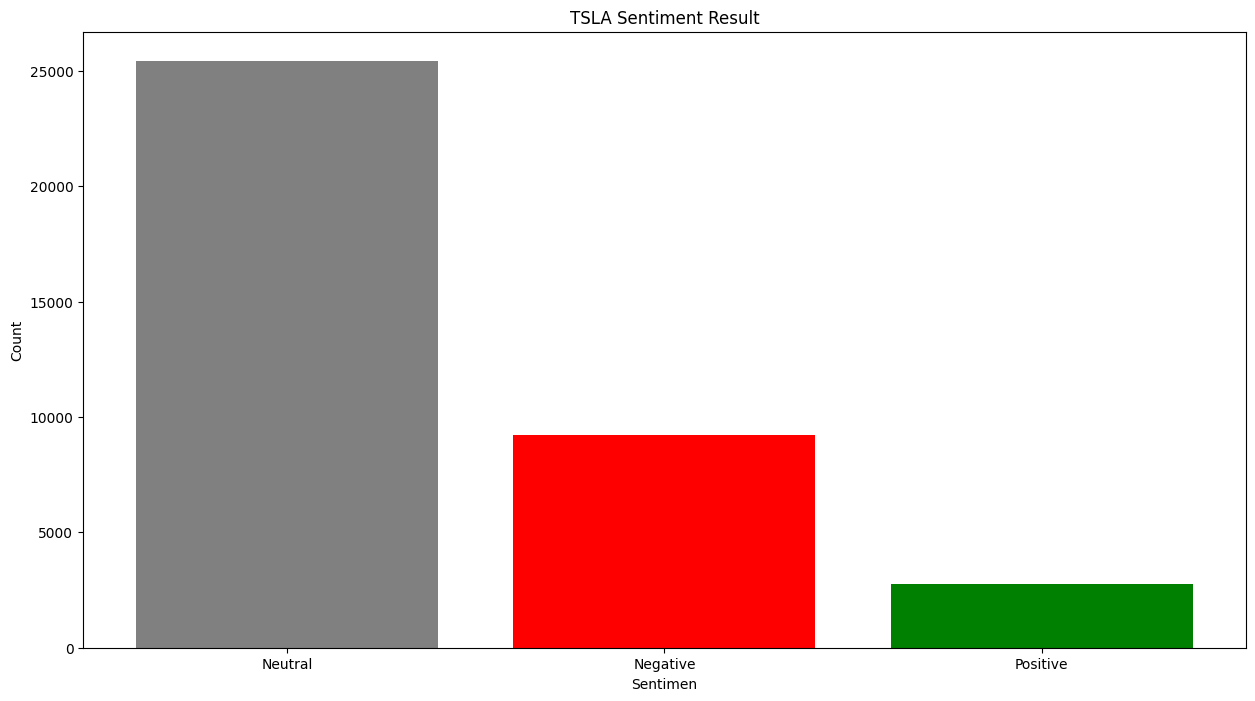 TSLA Sentiment Result
Count
25000
20000
15000
10000
5000
0
Neutral Negative Positive
Sentimen